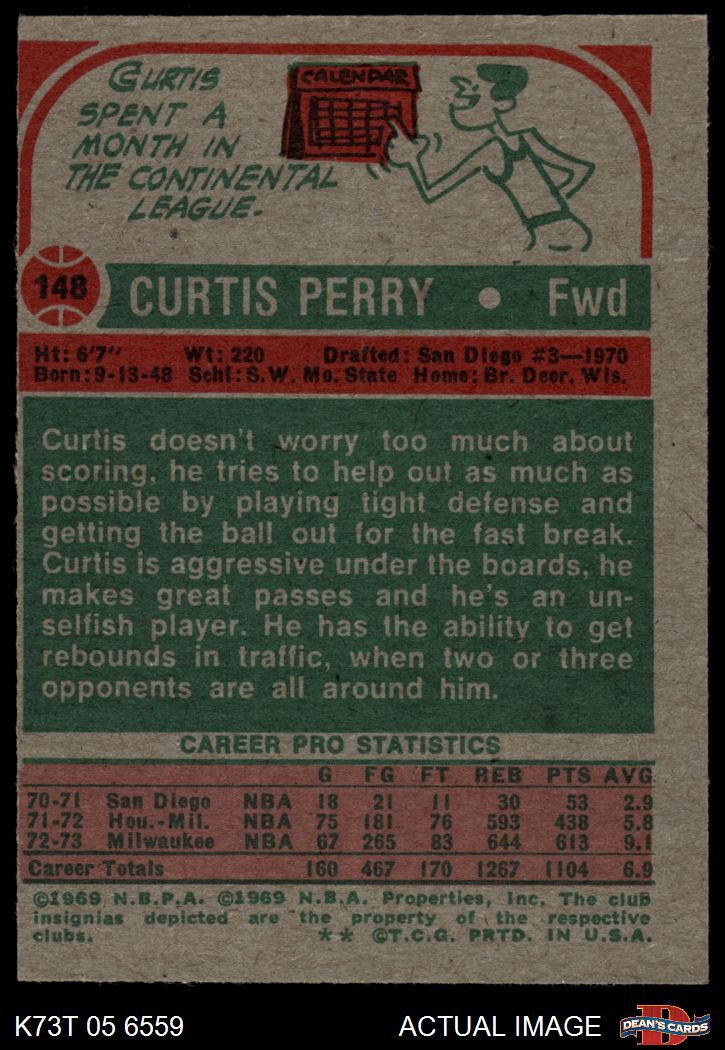 CURTIS
SPENT A
MONTH IN
THE CONTINENTAL
LEAGUE.
CALENDAR
148 CURTIS PERRY • Fwd
Ht: 6'7" Wt: 220 Drafted: San Diego #3—1970
Born: 9-13-48 Schl: S.W. Mo. State Home: Br. Deer, Wis.
Curtis doesn't worry too much about
scoring, he tries to help out as much as
possible by playing tight defense and
getting the ball out for the fast break.
Curtis is aggressive under the boards, he
makes great passes and he's an un-
selfish player. He has the ability to get
rebounds in traffic, when two or three
opponents are all around him.
CAREER PRO STATISTICS
G FG FT REB PTS AVG
70-71 San Diego NBA 18 21 11 30 53 2.9
71-72 Hou.-Mil. NBA 75 181 76 593 438 5.8
72-73 Milwaukee NBA 67 265 83 644 613 9.1
Career Totals 160 467 170 1267 1104 6.9
©1969 N.B.P.A. ©1969 N.B.A. Properties, Inc. The club
insignias depicted are the property of the respective
clubs. ** ©T.C.G. PRTD. IN U.S.A.
K73T 05 6559 ACTUAL IMAGE DEAN'S CARDS